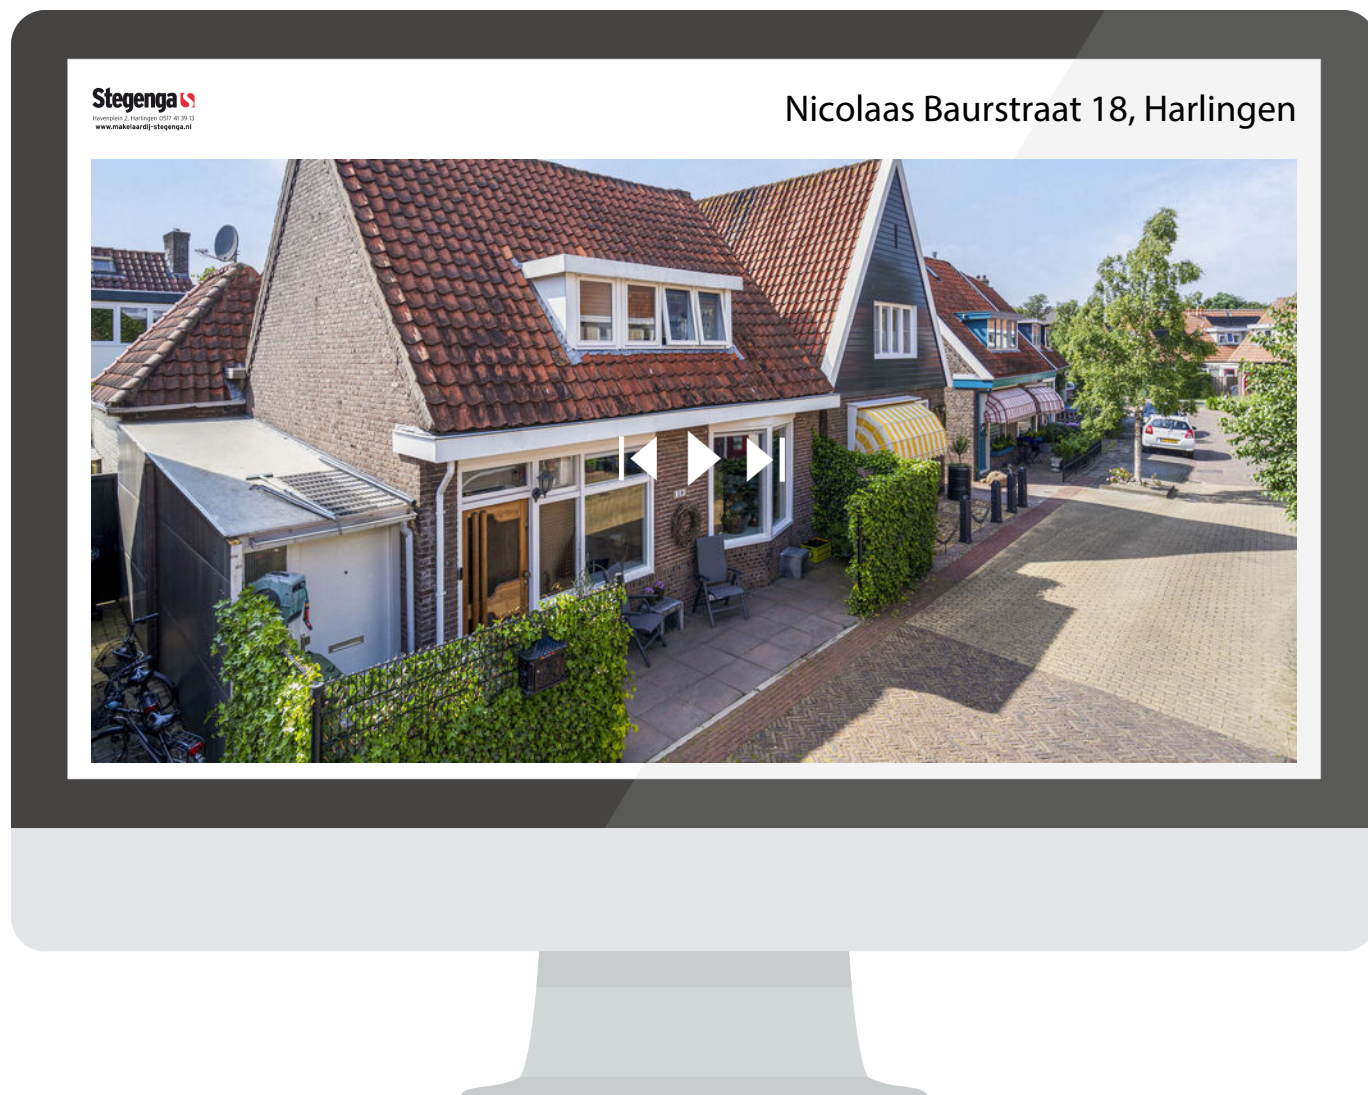 Stegenga
Havenplein 2, Harlingen 0517 41 39 13
www.makelaardij-stegenga.nl
Nicolaas Baurstraat 18, Harlingen